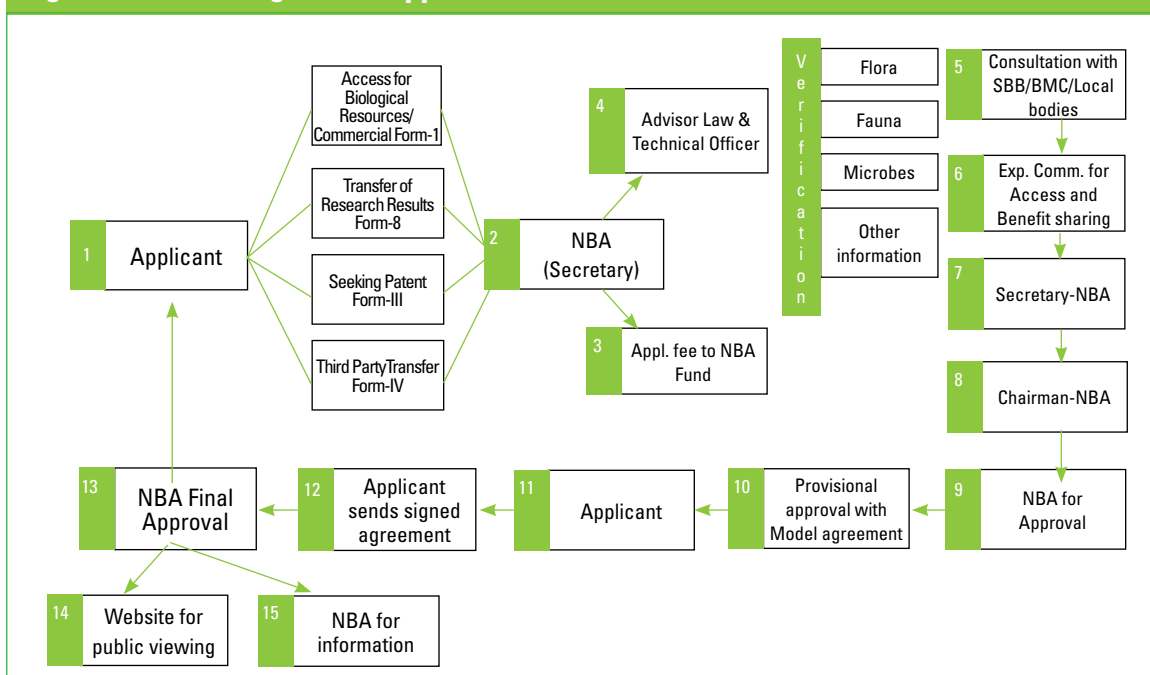 1
Applicant
Access for
Biological
Resources/
Commercial Form-1
Transfer of
Research Results
Form-8
Seeking Patent
Form-III
Third PartyTransfer
Form-IV
2
NBA
(Secretary)
4
Advisor Law &
Technical Officer
3
Appl. fee to NBA
Fund
Verification
Flora
Fauna
Microbes
Other
information
5
Consultation with
SBB/BMC/Local
bodies
6
Exp. Comm. for
Access and
Benefit sharing
7
Secretary-NBA
8
Chairman-NBA
9
NBA for
Approval
10
Provisional
approval with
Model agreement
11
Applicant
12
Applicant
sends signed
agreement
13
NBA Final
Approval
14
Website for
public viewing
15
NBA for
information